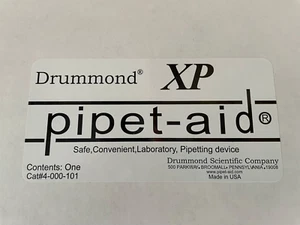 Drummond® XP
pipet-aid®
Safe,Convenient,Laboratory, Pipetting device
Contents: One
Cat#4-000-101
Drummond Scientific Company
500 PARKWAY, BROOMALL, PENNSYLVANIA, 19008
www.pipet-aid.com
Made in USA